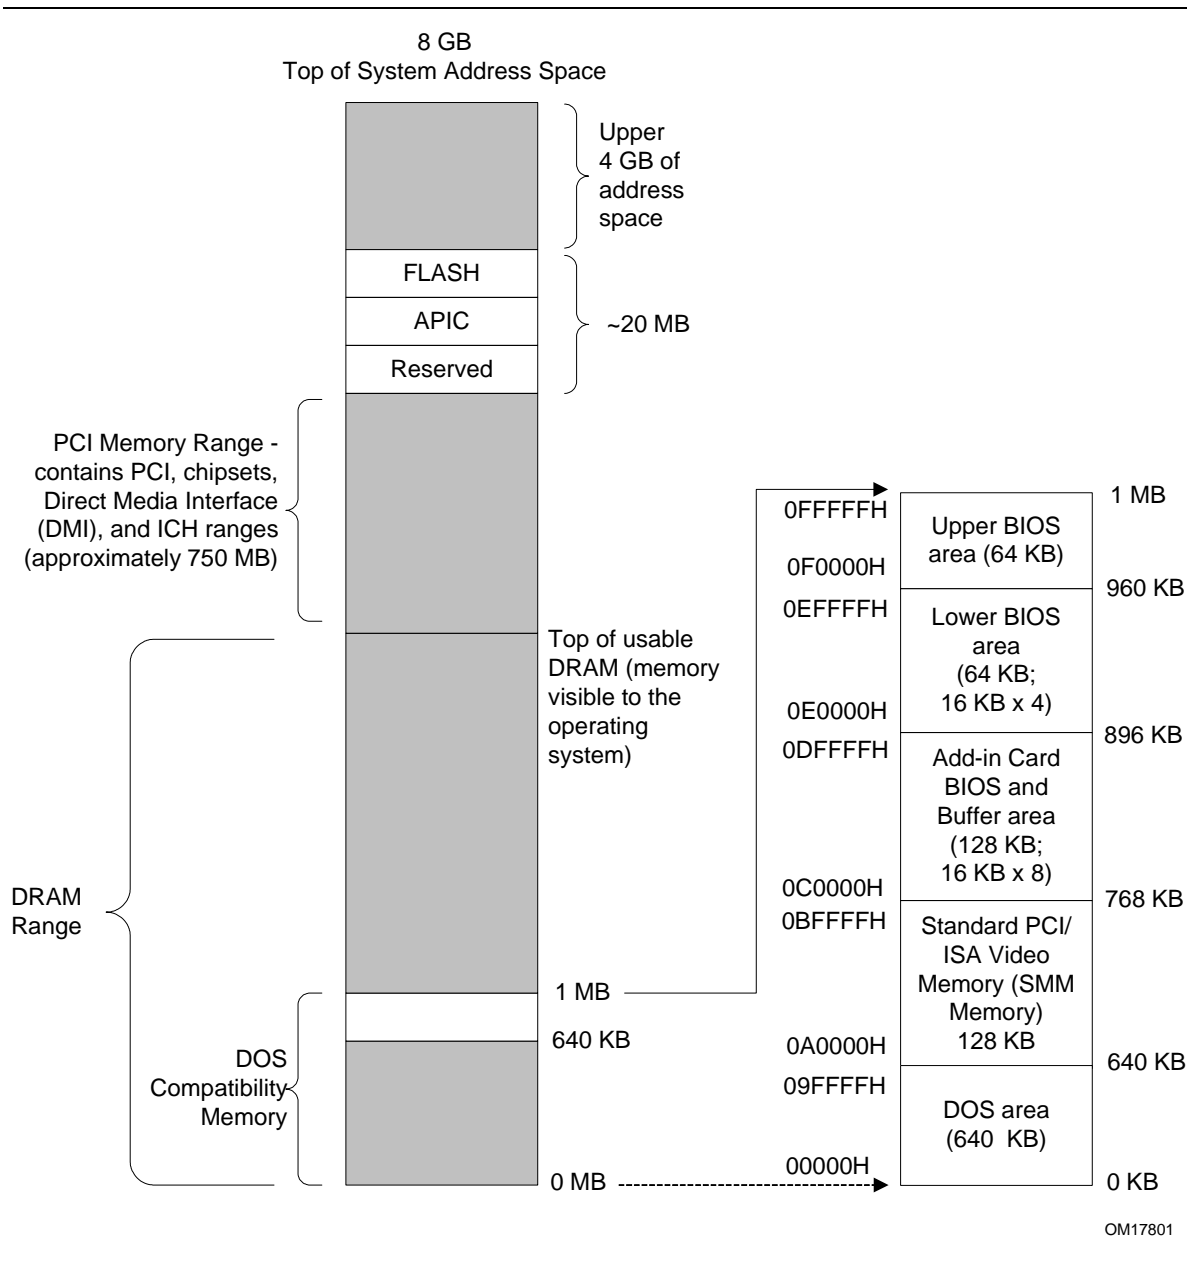 8 GB
Top of System Address Space
Upper
4 GB of
address
space
FLASH
APIC
Reserved
~20 MB
PCI Memory Range -
contains PCI, chipsets,
Direct Media Interface
(DMI), and ICH ranges
(approximately 750 MB)
Top of usable
DRAM (memory
visible to the
operating
system)
DRAM
Range
1 MB
640 KB
DOS
Compatibility
Memory
0 MB
0FFFFFH
1 MB
Upper BIOS
area (64 KB)
0F0000H
960 KB
0EFFFFH
Lower BIOS
area
(64 KB;
16 KB x 4)
0E0000H
896 KB
0DFFFFH
Add-in Card
BIOS and
Buffer area
(128 KB;
16 KB x 8)
0C0000H
768 KB
0BFFFFH
Standard PCI/
ISA Video
Memory (SMM
Memory)
128 KB
0A0000H
640 KB
09FFFFH
DOS area
(640 KB)
00000H
0 KB
OM17801